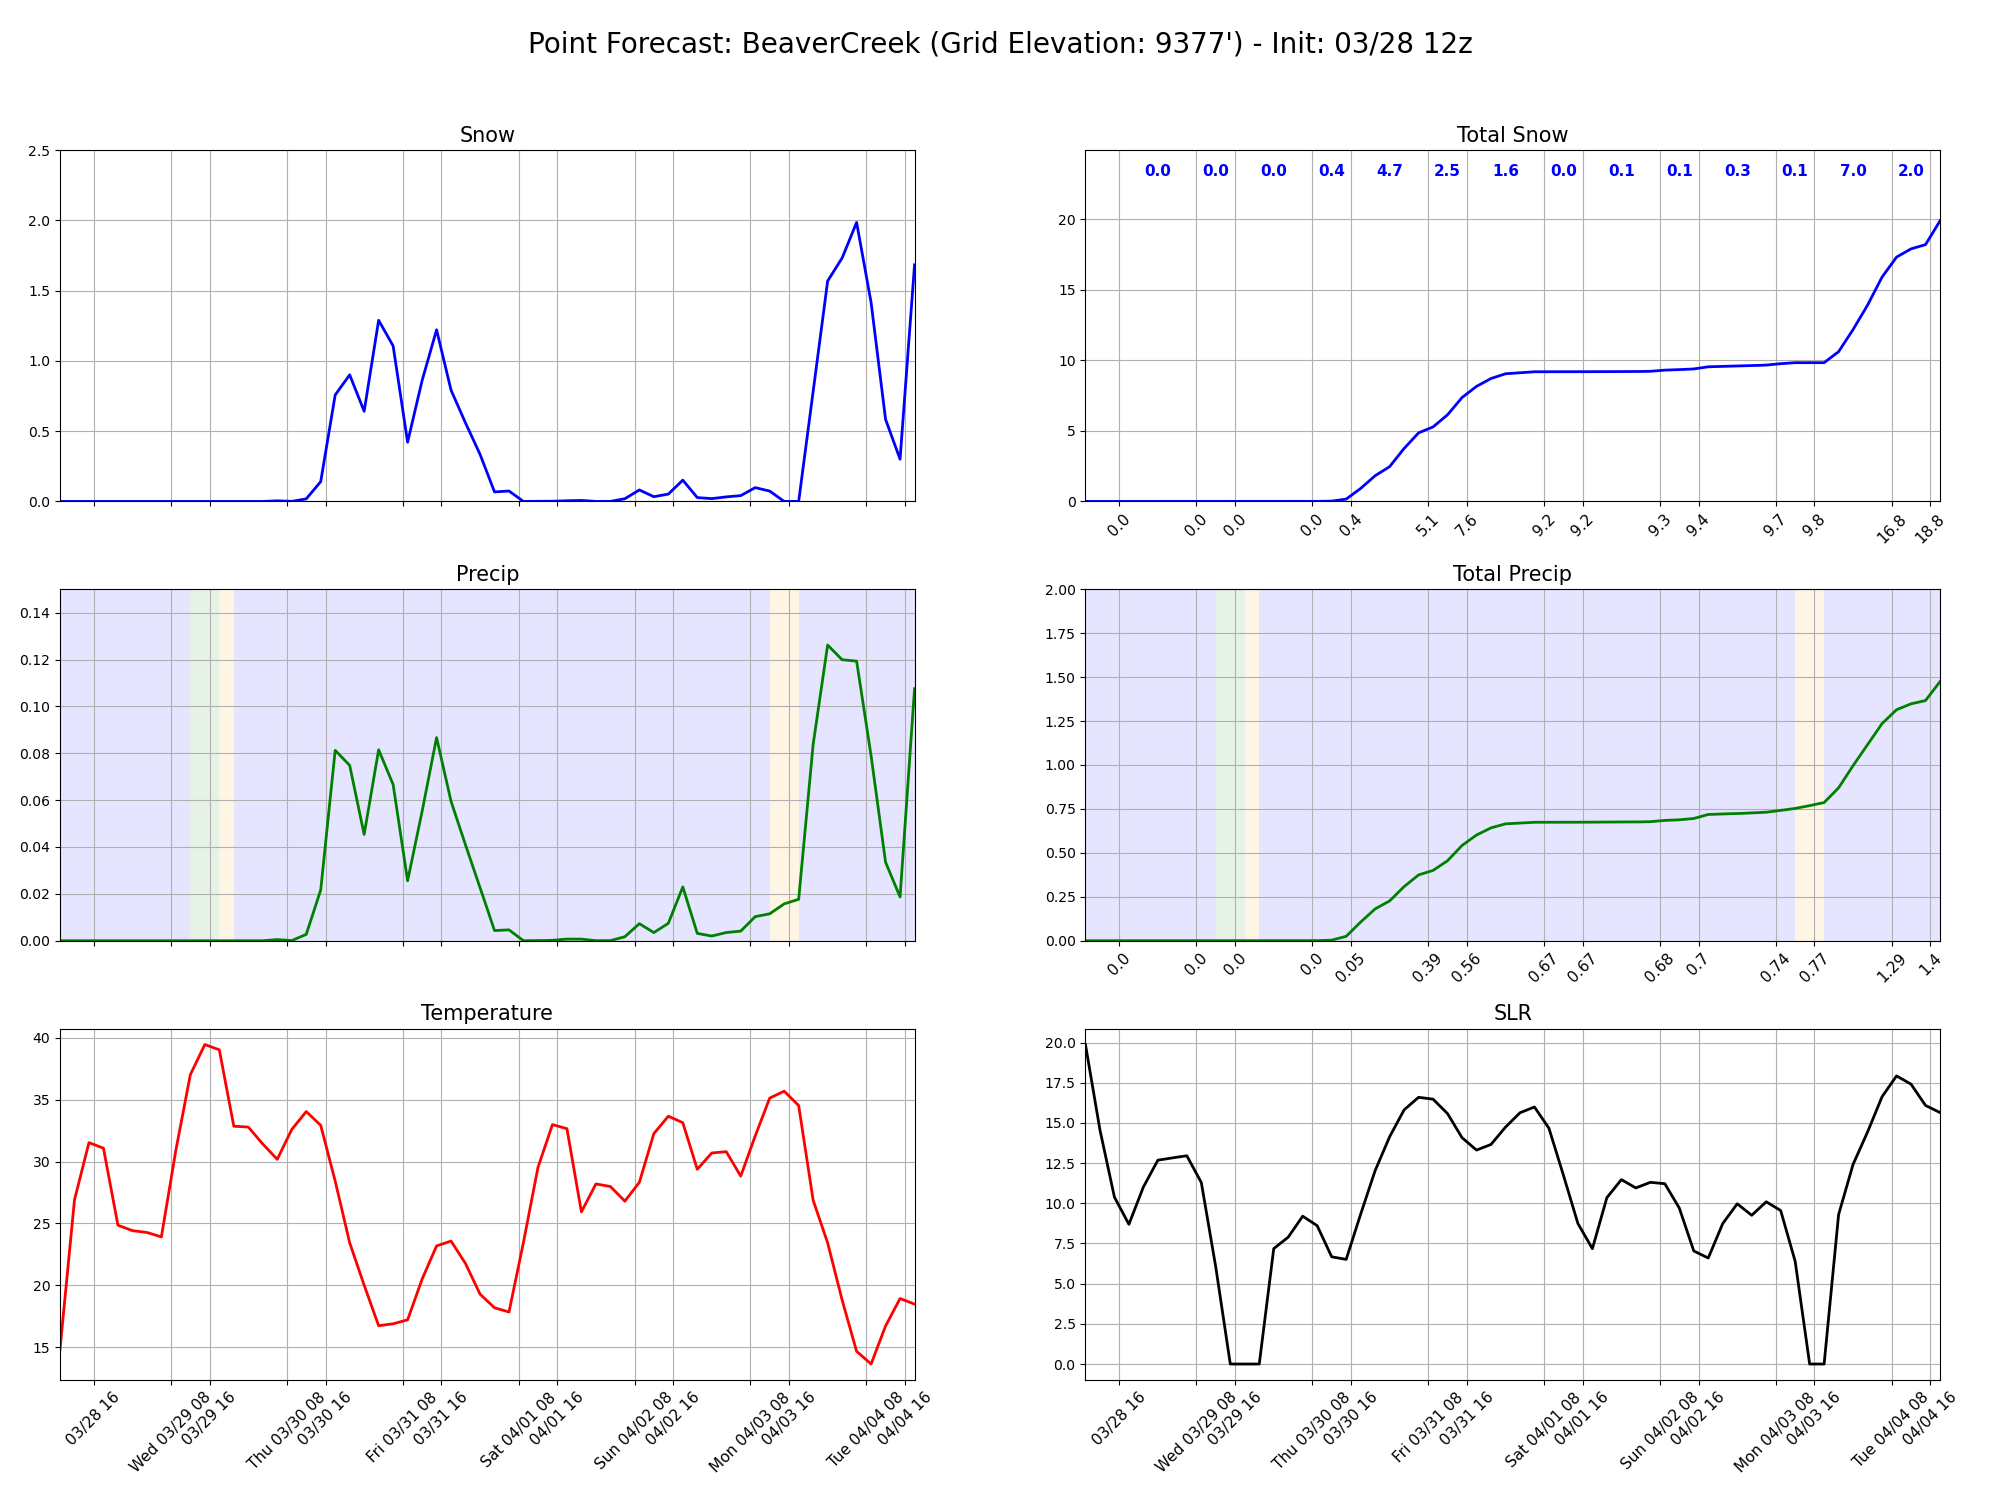 Point Forecast: BeaverCreek (Grid Elevation: 9377') - Init: 03/28 12z
Snow
2.5
2.0
1.5
1.0
0.5
0.0
Total Snow
0.0 0.0 0.0 0.4 4.7 2.5 1.6 0.0 0.1 0.1 0.3 0.1 7.0 2.0
20
15
10
5
0
0.0 0.0 0.0 0.0 0.4 5.1 7.6 9.2 9.2 9.3 9.4 9.7 9.8 16.8 18.8
Precip
0.14
0.12
0.10
0.08
0.06
0.04
0.02
0.00
Total Precip
2.00
1.75
1.50
1.25
1.00
0.75
0.50
0.25
0.00
0.0 0.0 0.0 0.0 0.05 0.39 0.56 0.67 0.67 0.68 0.7 0.74 0.77 1.29 1.4
Temperature
40
35
30
25
20
15
03/28 16
Wed 03/29 08
03/29 16
Thu 03/30 08
03/30 16
Fri 03/31 08
03/31 16
Sat 04/01 08
04/01 16
Sun 04/02 08
04/02 16
Mon 04/03 08
04/03 16
Tue 04/04 08
04/04 16
SLR
20.0
17.5
15.0
12.5
10.0
7.5
5.0
2.5
0.0
03/28 16
Wed 03/29 08
03/29 16
Thu 03/30 08
03/30 16
Fri 03/31 08
03/31 16
Sat 04/01 08
04/01 16
Sun 04/02 08
04/02 16
Mon 04/03 08
04/03 16
Tue 04/04 08
04/04 16